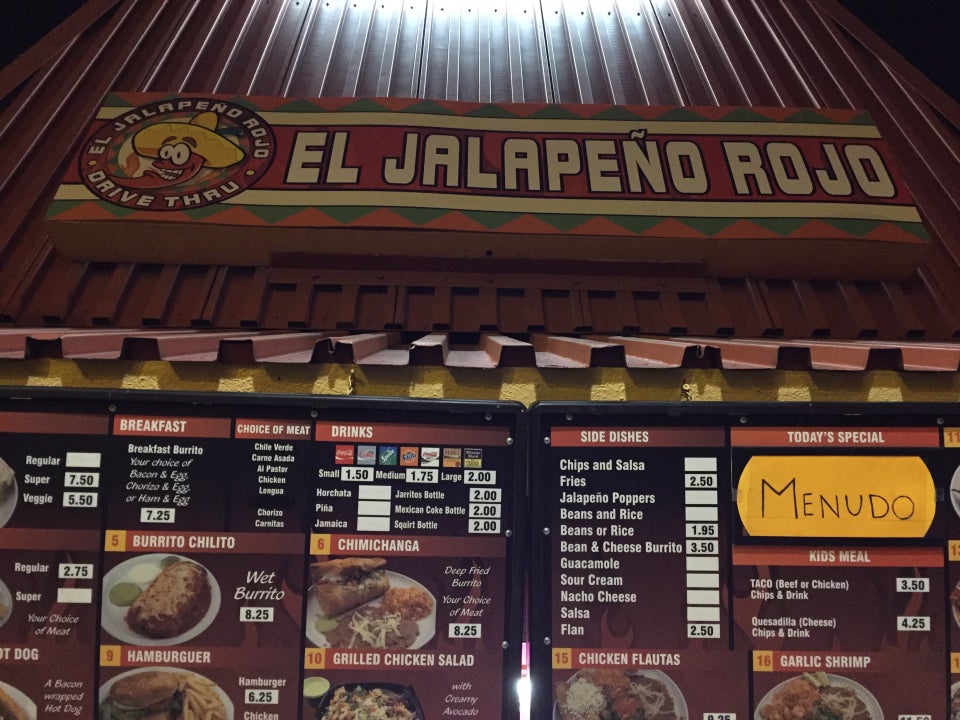 EL JALAPEÑO ROJO
DRIVE THRU
EL JALAPEÑO ROJO
Regular
Super 7.50
Veggie 5.50
Regular 2.75
Super
Your choice
of Meat
OT DOG
A Bacon
wrapped
Hot Dog
BREAKFAST
Breakfast Burrito
Your choice of
Bacon & Egg,
Chorizo & Egg,
or Ham & Egg
7.25
CHOICE OF MEAT
Chile Verde
Carne Asada
Al Pastor
Chicken
Lengua
Chorizo
Carnitas
DRINKS
Small 1.50 Medium 1.75 Large 2.00
Horchata
Piña
Jamaica
Jarritos Bottle 2.00
Mexican Coke Bottle 2.00
Squirt Bottle 2.00
5 BURRITO CHILITO
Wet
Burrito
8.25
6 CHIMICHANGA
Deep Fried
Burrito
Your Choice
of Meat
8.25
9 HAMBURGUER
Hamburger
6.25
Chicken
10 GRILLED CHICKEN SALAD
with
Creamy
Avocado
SIDE DISHES
Chips and Salsa
Fries 2.50
Jalapeño Poppers
Beans and Rice
Beans or Rice 1.95
Bean & Cheese Burrito 3.50
Guacamole
Sour Cream
Nacho Cheese
Salsa
Flan 2.50
TODAY'S SPECIAL
MENUDO
KIDS MEAL
TACO (Beef or Chicken)
Chips & Drink
3.50
Quesadilla (Cheese)
Chips & Drink
4.25
15 CHICKEN FLAUTAS
9.25
16 GARLIC SHRIMP
11